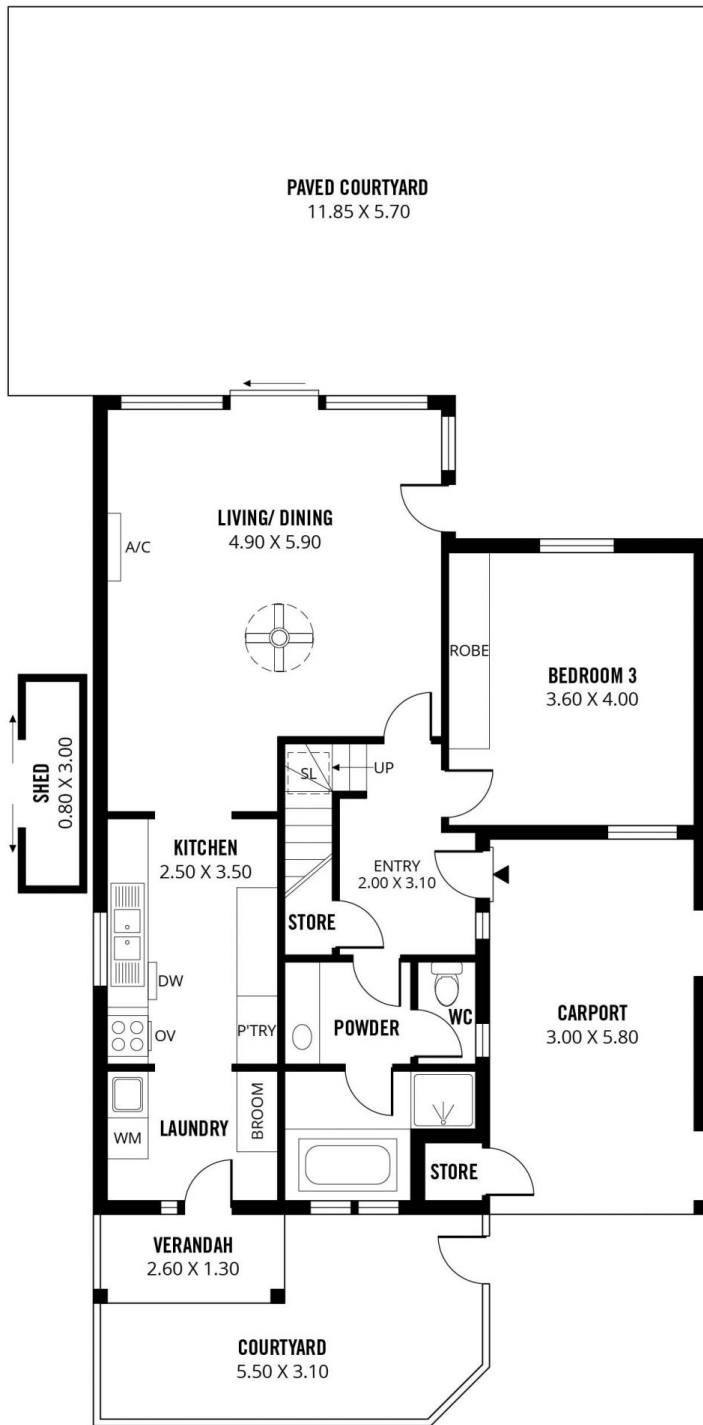 PAVED COURTYARD
11.85 X 5.70
LIVING/ DINING
4.90 X 5.90
A/C
ROBE
BEDROOM 3
3.60 X 4.00
SHED
0.80 X 3.00
SL
UP
KITCHEN
2.50 X 3.50
ENTRY
2.00 X 3.10
STORE
DW
OV
P'TRY
POWDER
WC
CARPORT
3.00 X 5.80
WM
LAUNDRY
BROOM
STORE
VERANDAH
2.60 X 1.30
COURTYARD
5.50 X 3.10